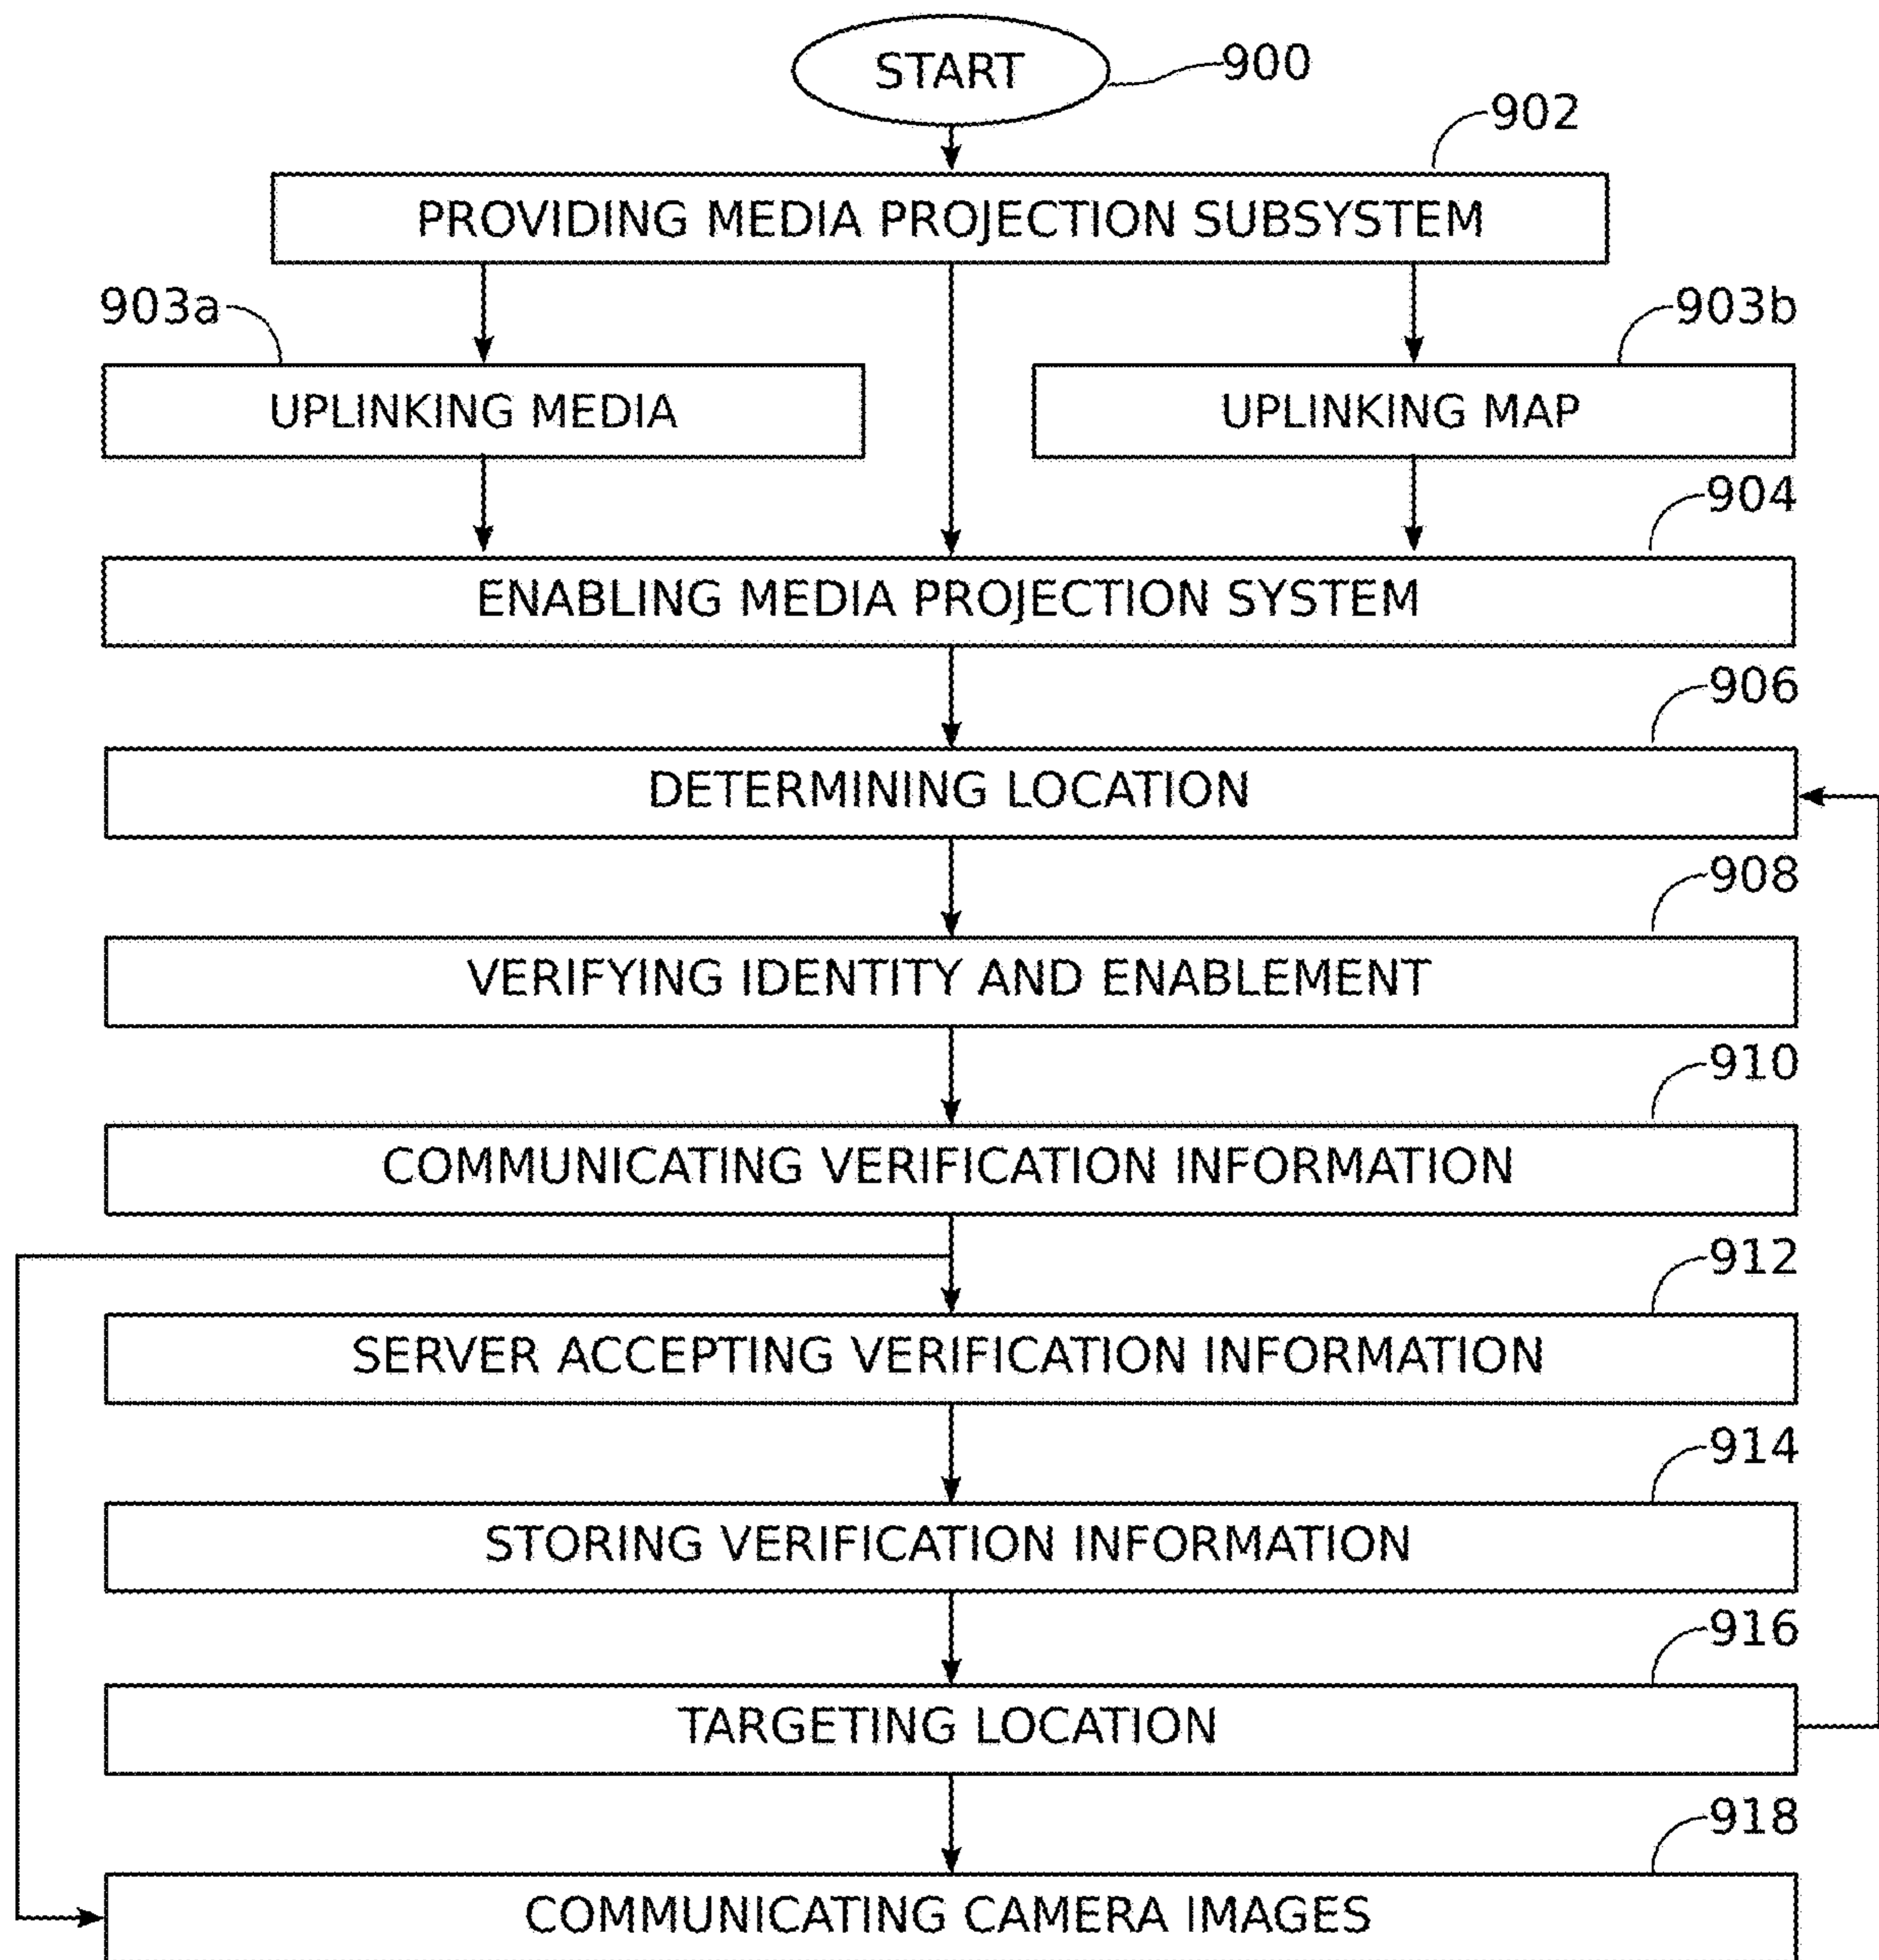 START
900
902
PROVIDING MEDIA PROJECTION SUBSYSTEM
903a
903b
UPLINKING MEDIA
UPLINKING MAP
904
ENABLING MEDIA PROJECTION SYSTEM
906
DETERMINING LOCATION
908
VERIFYING IDENTITY AND ENABLEMENT
910
COMMUNICATING VERIFICATION INFORMATION
912
SERVER ACCEPTING VERIFICATION INFORMATION
914
STORING VERIFICATION INFORMATION
916
TARGETING LOCATION
918
COMMUNICATING CAMERA IMAGES